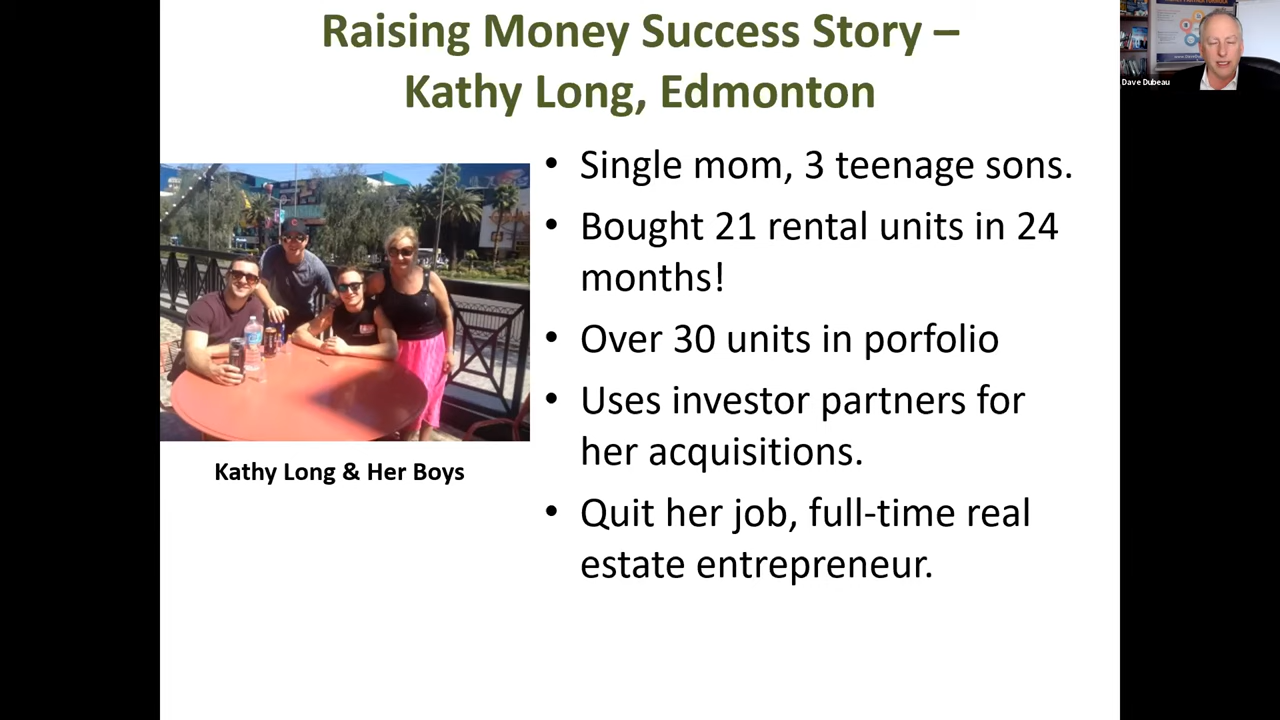 Raising Money Success Story –
Kathy Long, Edmonton
• Single mom, 3 teenage sons.
• Bought 21 rental units in 24
months!
• Over 30 units in porfolio
• Uses investor partners for
her acquisitions.
• Quit her job, full-time real
estate entrepreneur.
Kathy Long & Her Boys
Dave Dubeau